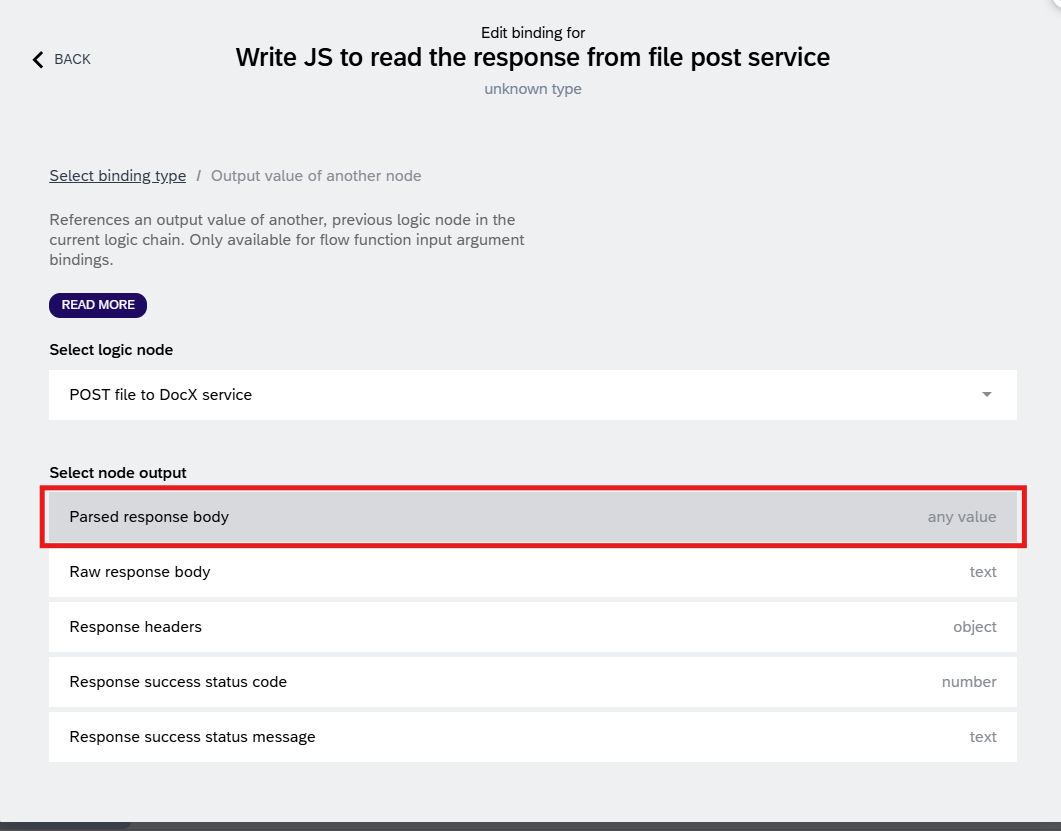 Edit binding for
BACK
Write JS to read the response from file post service
unknown type
Select binding type / Output value of another node
References an output value of another, previous logic node in the
current logic chain. Only available for flow function input argument
bindings.
READ MORE
Select logic node
POST file to DocX service
Select node output
Parsed response body any value
Raw response body text
Response headers object
Response success status code number
Response success status message text